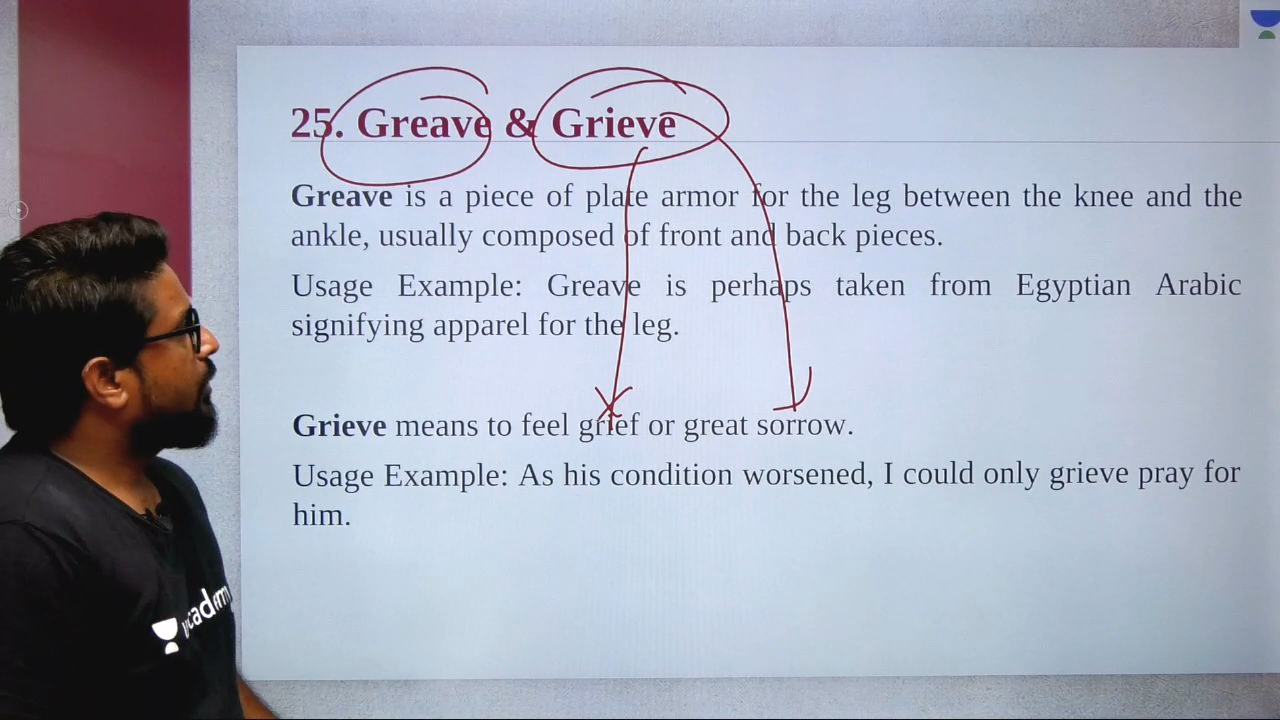 25. Greave & Grieve
Greave is a piece of plate armor for the leg between the knee and the
ankle, usually composed of front and back pieces.
Usage Example: Greave is perhaps taken from Egyptian Arabic
signifying apparel for the leg.
Grieve means to feel grief or great sorrow.
Usage Example: As his condition worsened, I could only grieve pray for
him.